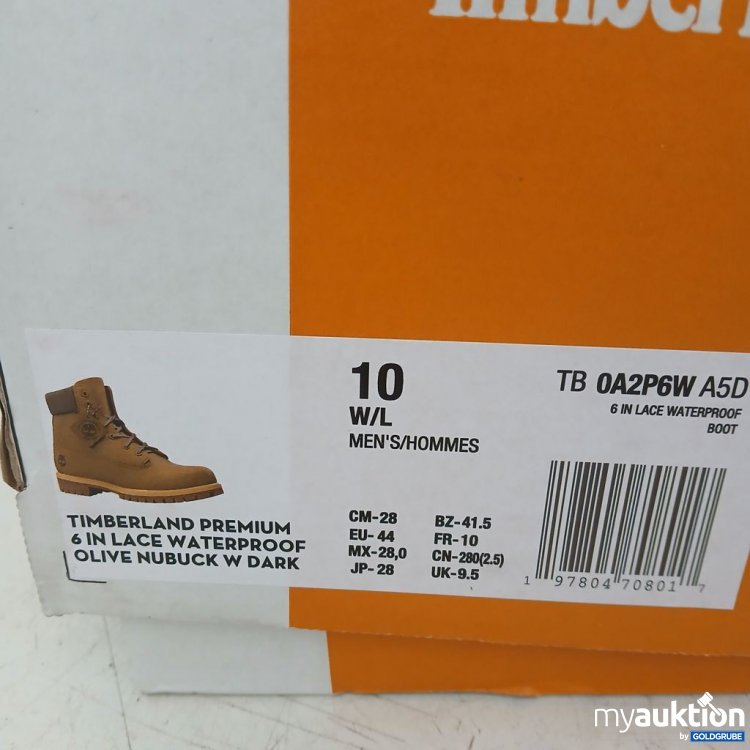 10
W/L
MEN'S/HOMMES
TB 0A2P6W A5D
6 IN LACE WATERPROOF
BOOT
TIMBERLAND PREMIUM
6 IN LACE WATERPROOF
OLIVE NUBUCK W DARK
CM-28 BZ-41.5
EU-44 FR-10
MX-28,0 CN-280(2.5)
JP-28 UK-9.5
1 97804 70801 7
myauktion
by GOLDGRUBE